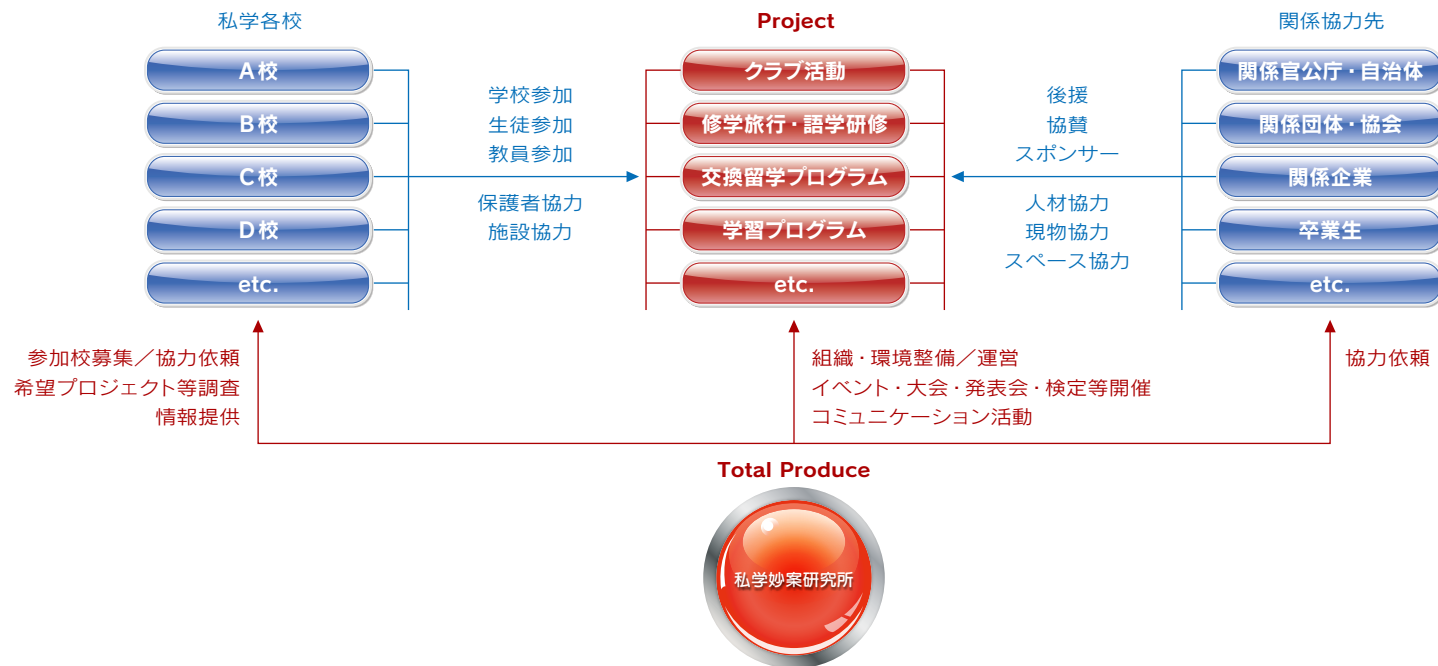 私学各校
A校
B校
C校
D校
etc.
学校参加
生徒参加
教員参加
保護者協力
施設協力
Project
クラブ活動
修学旅行・語学研修
交換留学プログラム
学習プログラム
etc.
後援
協賛
スポンサー
人材協力
現物協力
スペース協力
関係協力先
関係官公庁・自治体
関係団体・協会
関係企業
卒業生
etc.
参加校募集／協力依頼
希望プロジェクト等調査
情報提供
組織・環境整備／運営
イベント・大会・発表会・検定等開催
コミュニケーション活動
協力依頼
Total Produce
私学妙案研究所